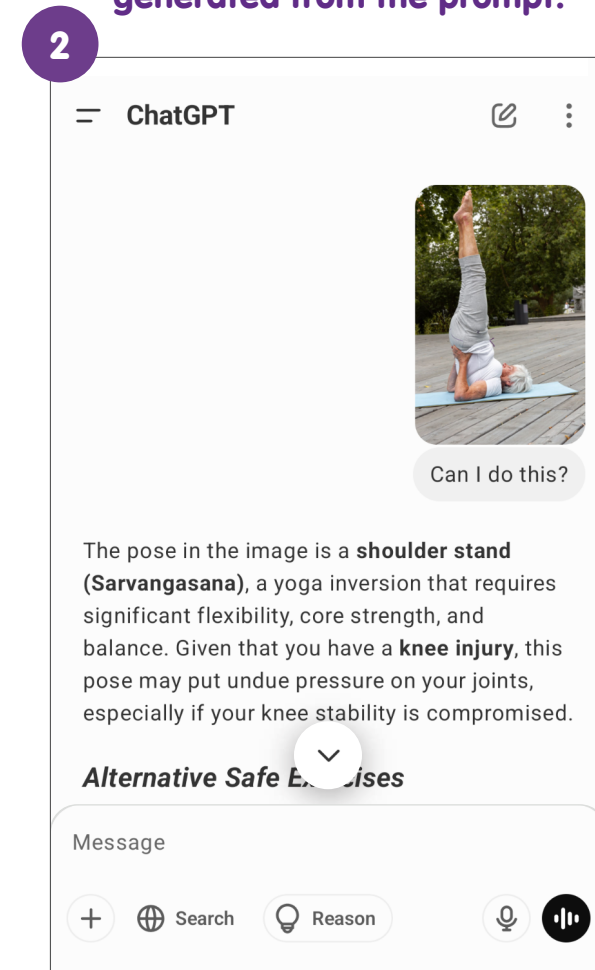 generated from the prompt.
2
ChatGPT
Can I do this?
The pose in the image is a shoulder stand
(Sarvangasana), a yoga inversion that requires
significant flexibility, core strength, and
balance. Given that you have a knee injury, this
pose may put undue pressure on your joints,
especially if your knee stability is compromised.
Alternative Safe Exercises
Message
Search
Reason